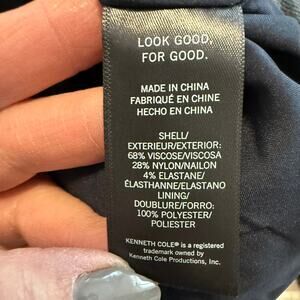 LOOK GOOD,
FOR GOOD.
MADE IN CHINA
FABRIQUÉ EN CHINE
HECHO EN CHINA
SHELL/
EXTERIEUR/EXTERIOR:
68% VISCOSE/VISCOSA
28% NYLON/NAILON
4% ELASTANE/
ÉLASTHANNE/ELASTANO
LINING/
DOUBLURE/FORRO:
100% POLYESTER/
POLIESTER
KENNETH COLE® is a registered
trademark owned by
Kenneth Cole Productions, Inc.